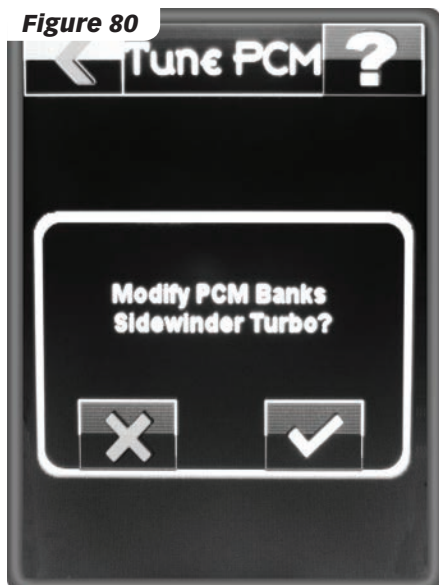 Figure 80
Tune PCM ?
Modify PCM Banks
Sidewinder Turbo?